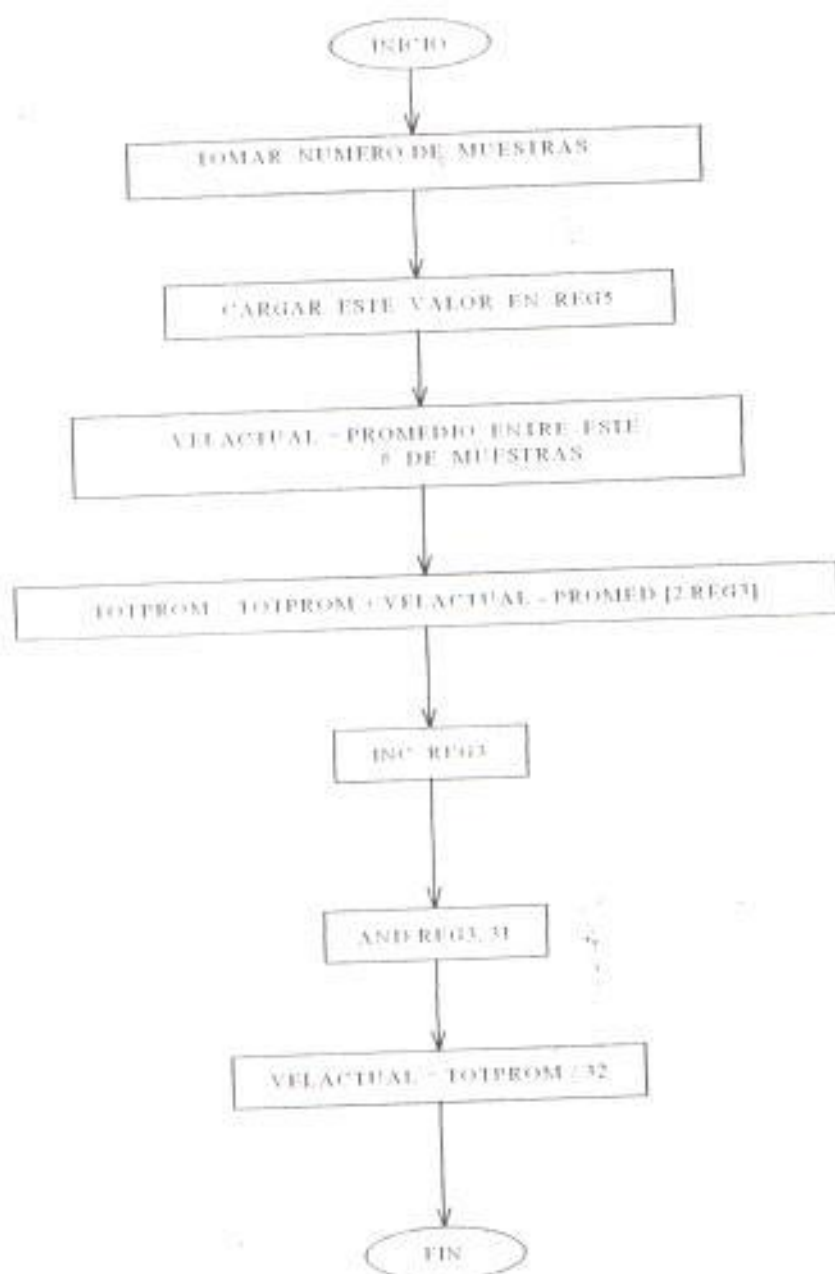 INICIO
TOMAR NUMERO DE MUESTRAS
CARGAR ESTE VALOR EN REG5
VELACTUAL = PROMEDIO ENTRE ESTE
# DE MUESTRAS
TOTPROM = TOTPROM + VELACTUAL - PROMED [2*REG3]
INC REG3
AND REG3, 31
VELACTUAL = TOTPROM / 32
FIN